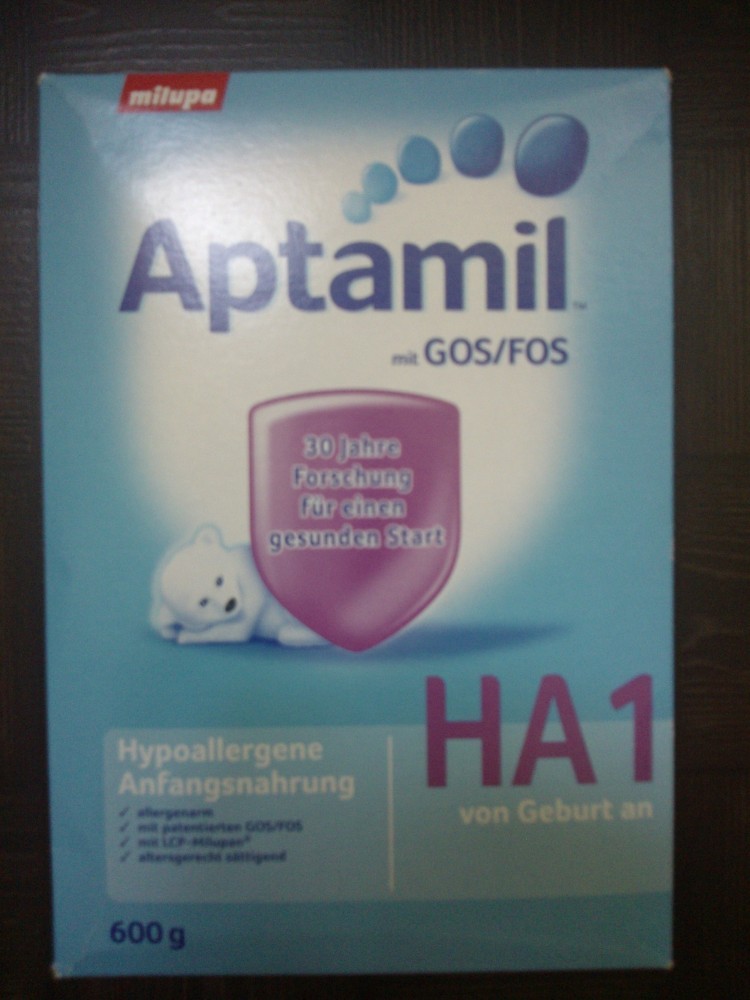 milupa
Aptamil™
mit GOS/FOS
30 Jahre
Forschung
für einen
gesunden Start
HA 1
von Geburt an
Hypoallergene
Anfangsnahrung
✓ allergenarm
✓ mit patentierten GOS/FOS
✓ mit LCP-Milupan®
✓ altersgerecht sättigend
600 g